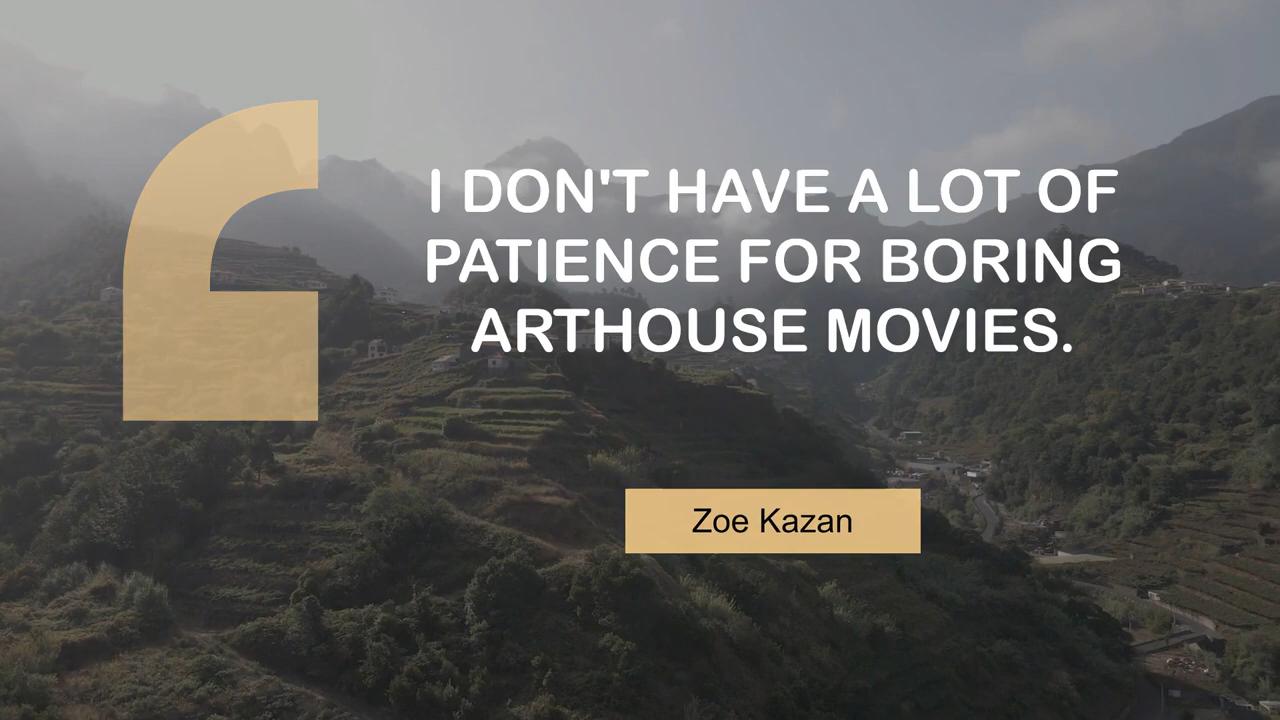 I DON'T HAVE A LOT OF
PATIENCE FOR BORING
ARTHOUSE MOVIES.
Zoe Kazan